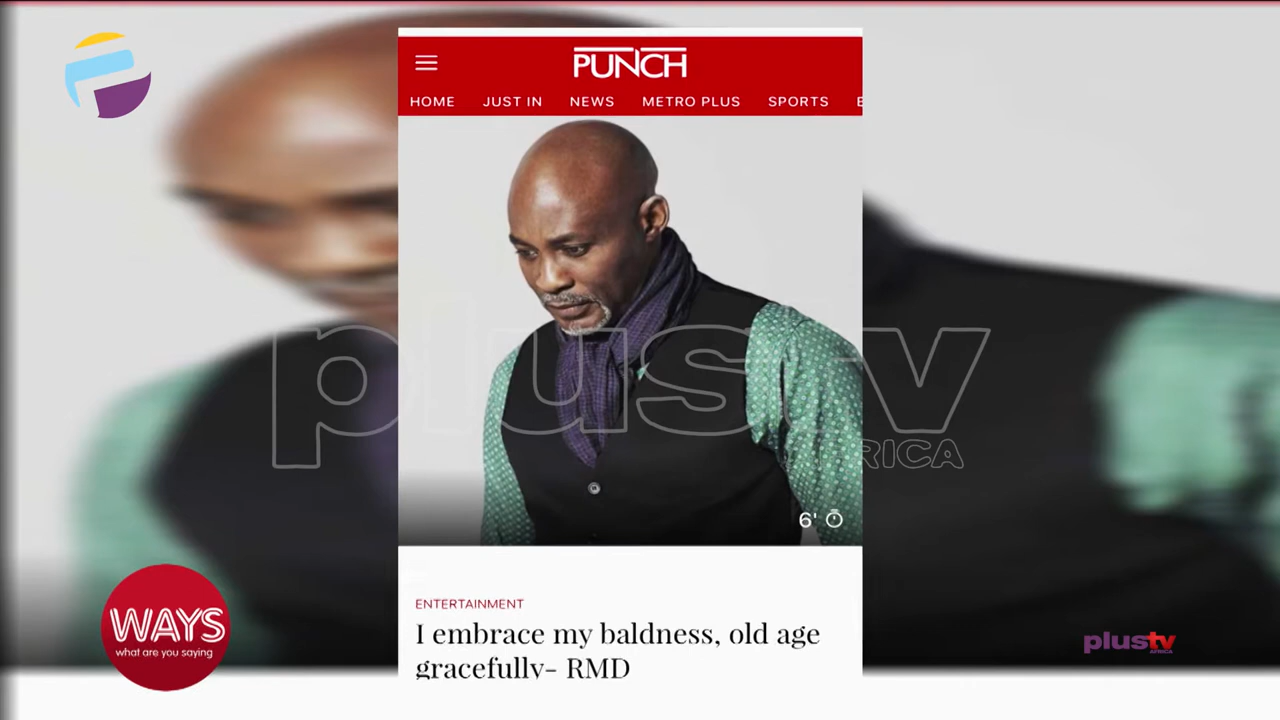 PUNCH
HOME JUST IN NEWS METRO PLUS SPORTS E
plustv
AFRICA
6'
ENTERTAINMENT
I embrace my baldness, old age
gracefully- RMD
WAYS
what are you saying
plustv
AFRICA